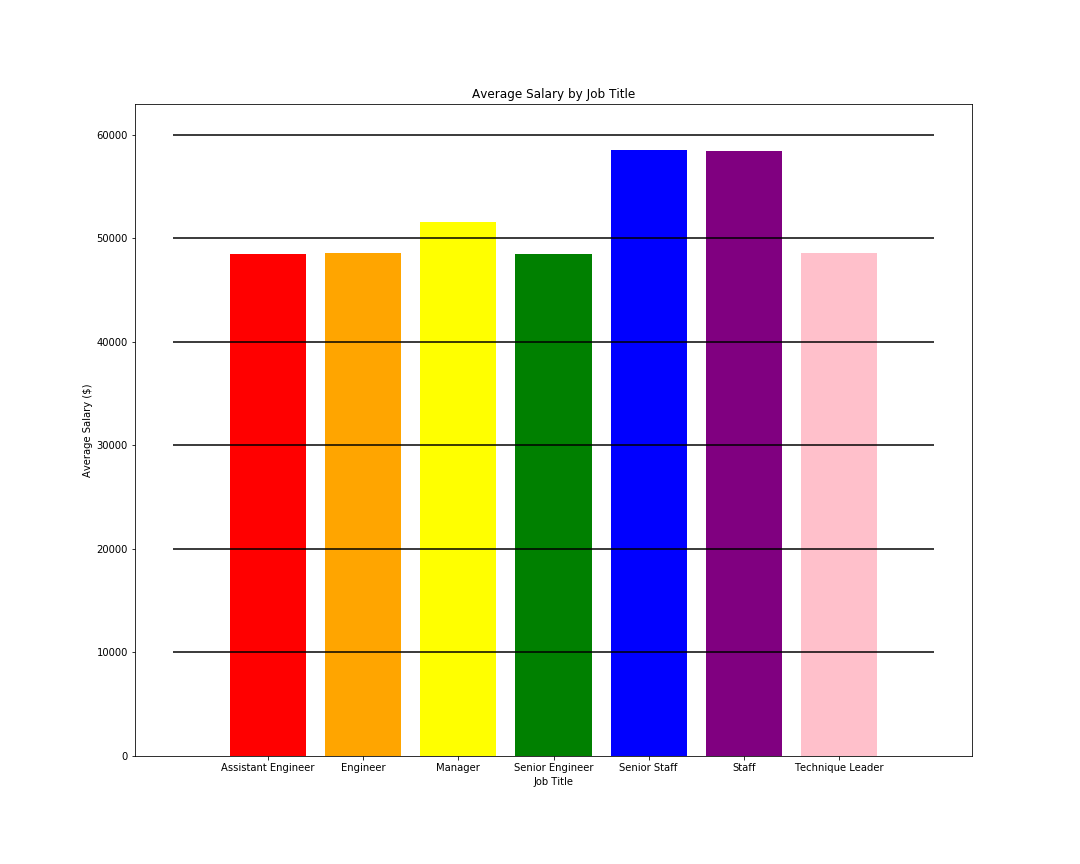 Average Salary by Job Title
60000
50000
40000
30000
20000
10000
0
Average Salary ($)
Assistant Engineer Engineer Manager Senior Engineer Senior Staff Staff Technique Leader
Job Title